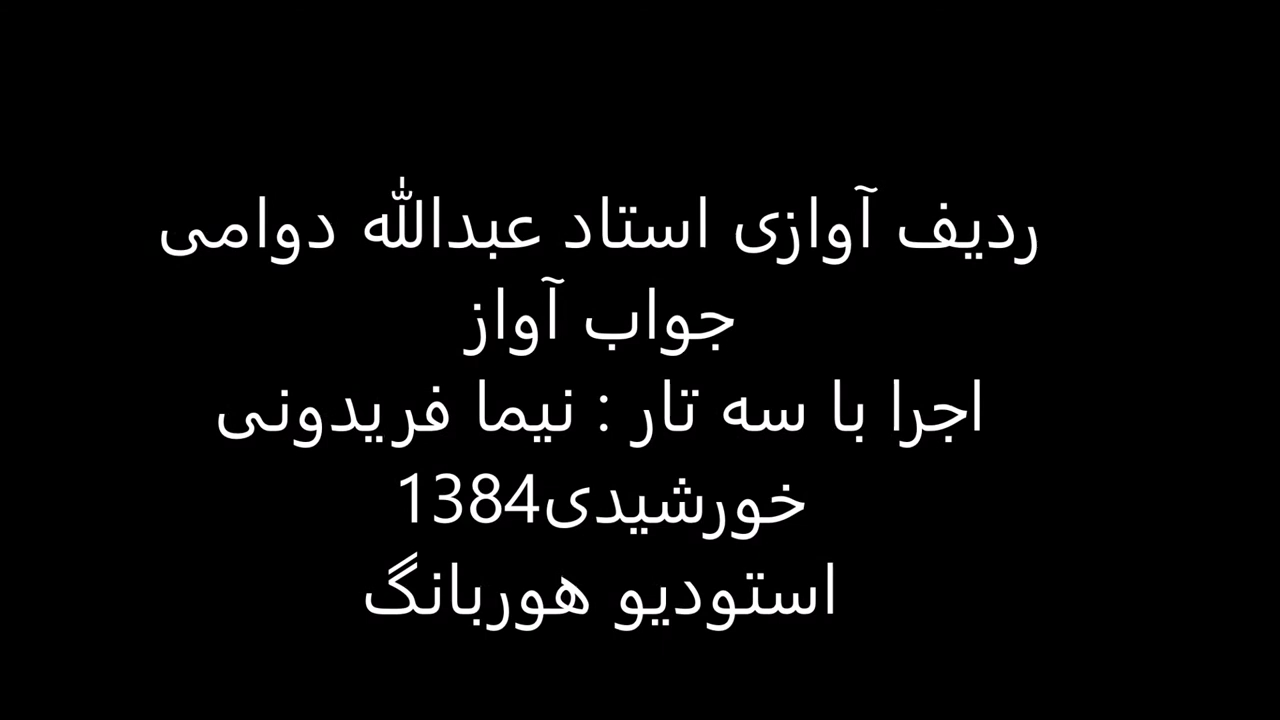 ردیف آوازی استاد عبدالله دوامی
جواب آواز
اجرا با سه تار : نیما فریدونی
خورشیدی1384
استودیو هوربانگ